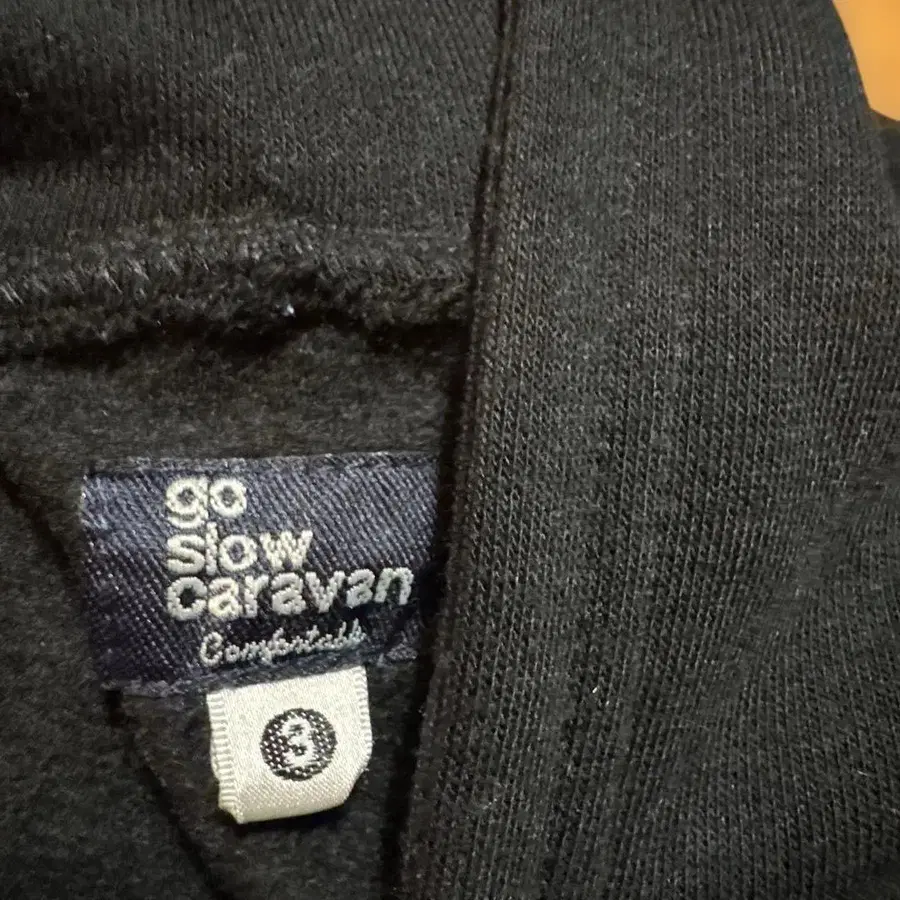 go
slow
caravan
Comfortable
3